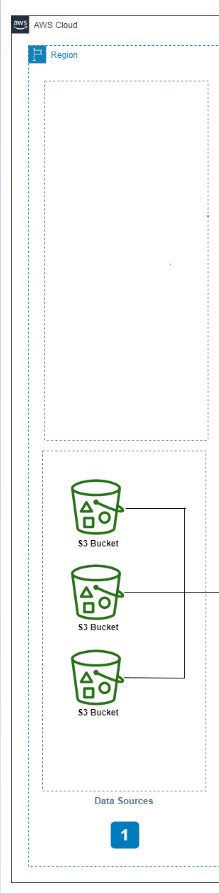 aws
AWS Cloud
Region
S3 Bucket
S3 Bucket
S3 Bucket
Data Sources
1